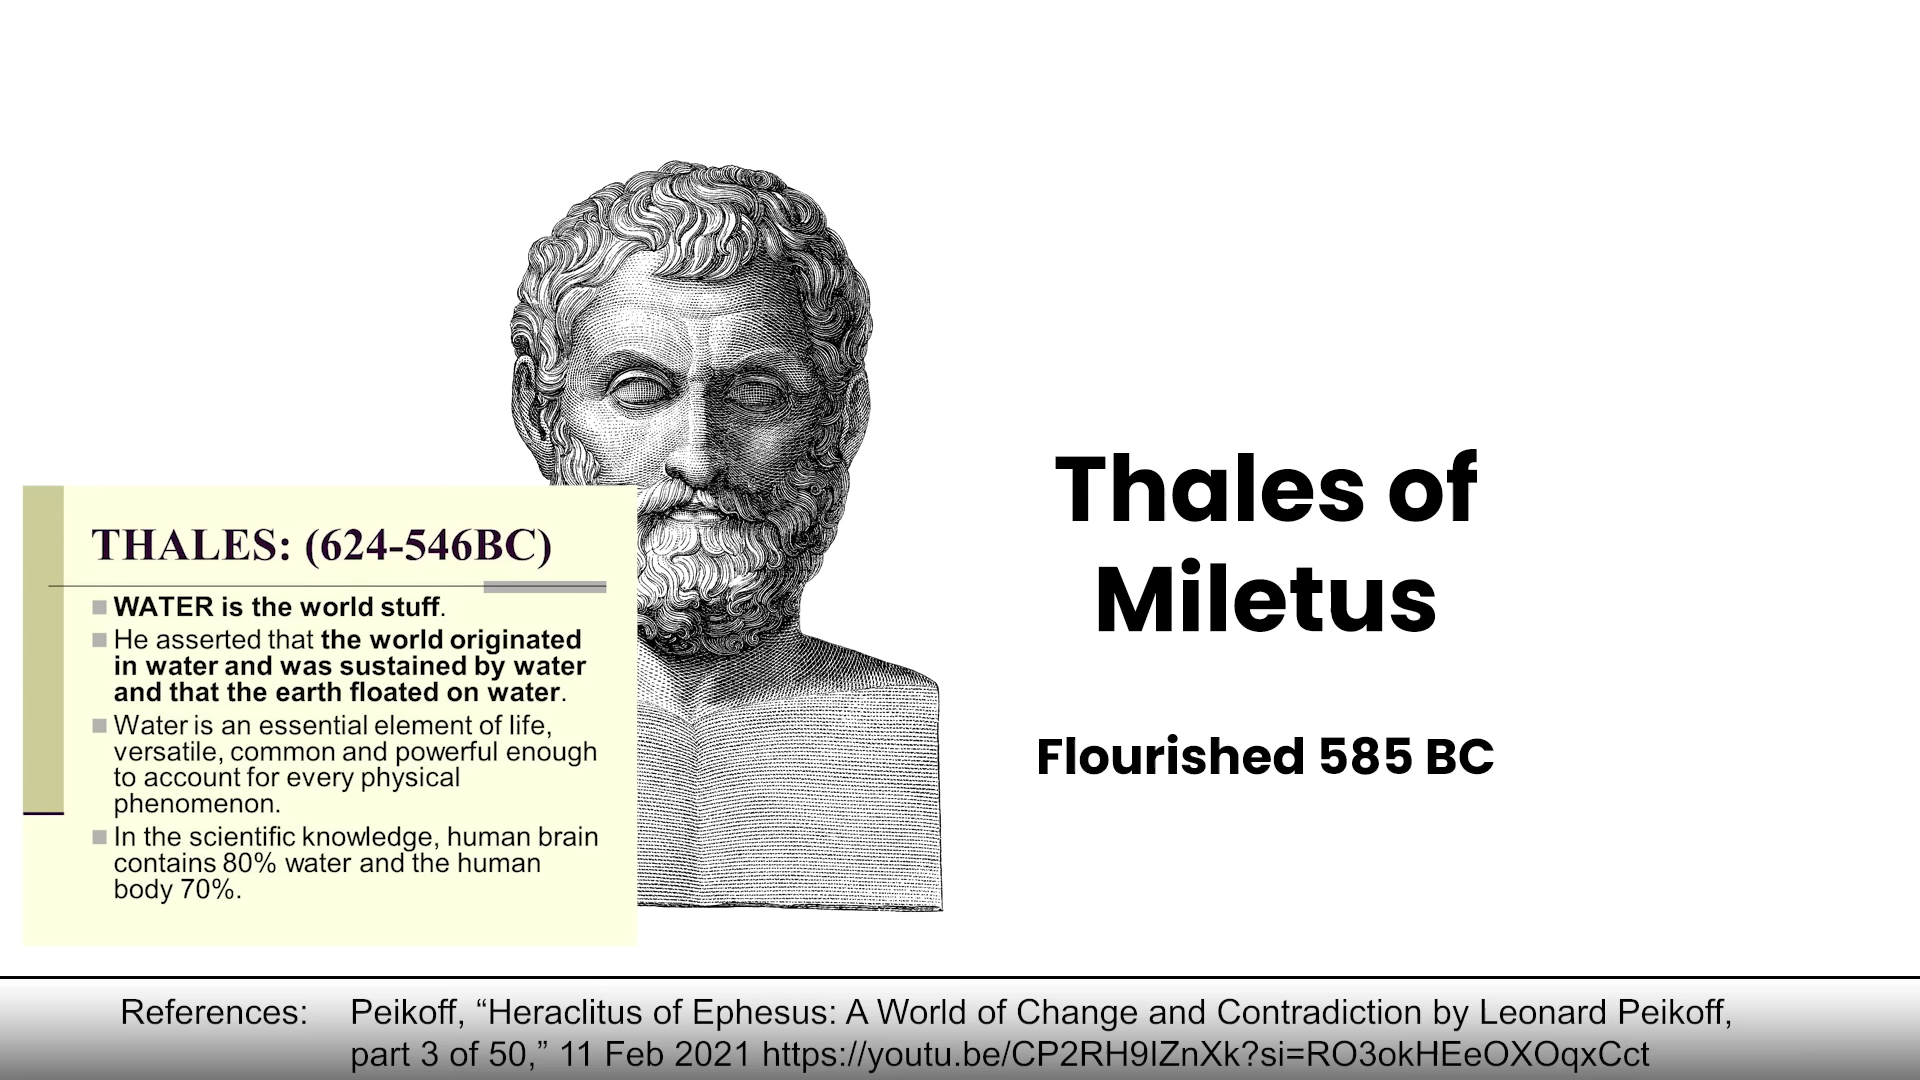 Thales of
Miletus
Flourished 585 BC
THALES: (624-546BC)
WATER is the world stuff.
He asserted that the world originated
in water and was sustained by water
and that the earth floated on water.
Water is an essential element of life,
versatile, common and powerful enough
to account for every physical
phenomenon.
In the scientific knowledge, human brain
contains 80% water and the human
body 70%.
References: Peikoff, “Heraclitus of Ephesus: A World of Change and Contradiction by Leonard Peikoff,
part 3 of 50,” 11 Feb 2021 https://youtu.be/CP2RH9IZnXk?si=RO3okHEeOXOqxCct